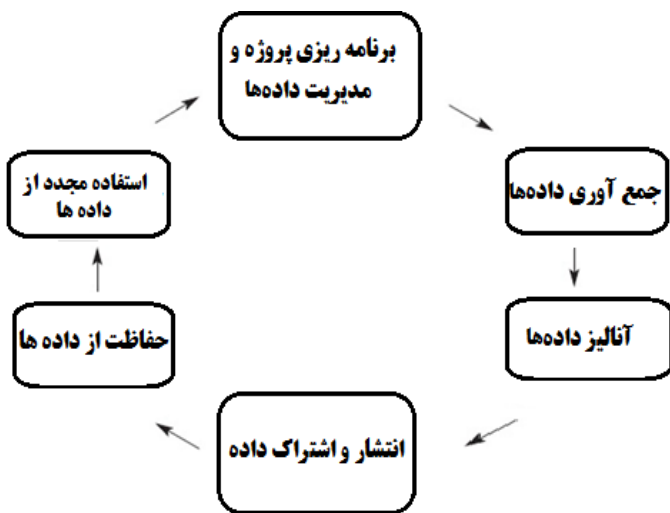 برنامه ریزی پروژه و
مدیریت داده‌ها
جمع آوری داده‌ها
آنالیز داده‌ها
انتشار و اشتراک داده
حفاظت از داده ها
استفاده مجدد از
داده ها